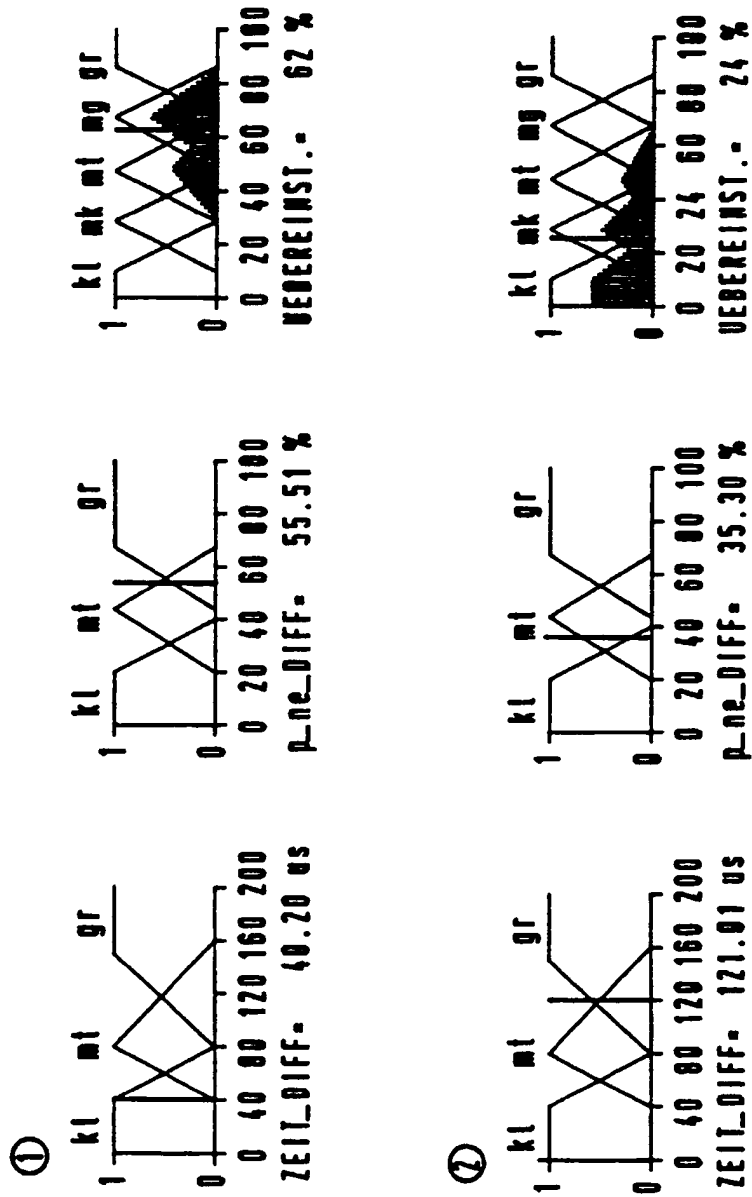 1
kl mt gr
1
0
0 40 80 120 160 200
ZEIT_DIFF= 40.20 us
kl mt gr
1
0
0 20 40 60 80 100
p_ne_DIFF= 55.51 %
kl mk mt mg gr
1
0
0 20 40 60 80 100
UEBEREINST.= 62 %
2
kl mt gr
1
0
0 40 80 120 160 200
ZEIT_DIFF= 121.01 us
kl mt gr
1
0
0 20 40 60 80 100
p_ne_DIFF= 35.30 %
kl mk mt mg gr
1
0
0 20 24 60 80 100
UEBEREINST.= 24 %